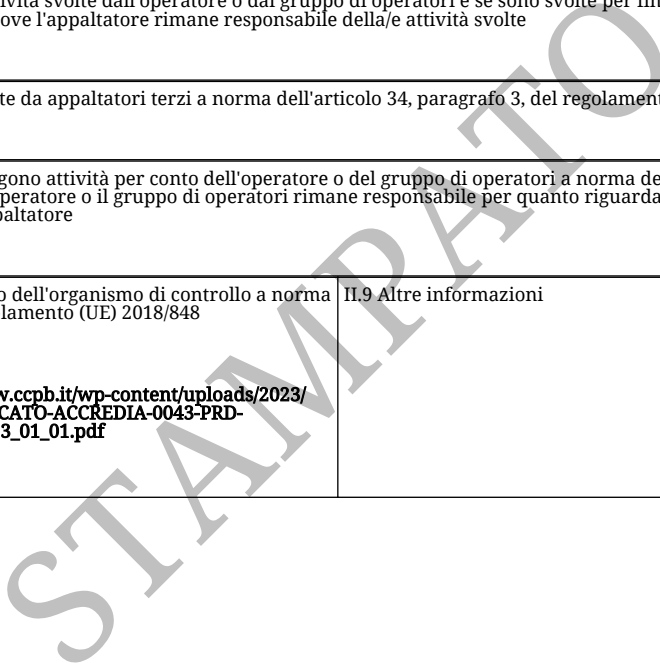 svolte dall'operatore o dal gruppo di operatori e se sono svolte per
ove l'appaltatore rimane responsabile della/e attività svolte
te da appaltatori terzi a norma dell'articolo 34, paragrafo 3, del regolament
gono attività per conto dell'operatore o del gruppo di operatori a norma de
peratore o il gruppo di operatori rimane responsabile per quanto riguarda
paltatore
o dell'organismo di controllo a norma
lamento (UE) 2018/848
II.9 Altre informazioni
w.ccpb.it/wp-content/uploads/2023/
CATO-ACCREDIA-0043-PRD-
3_01_01.pdf
STAMPATO